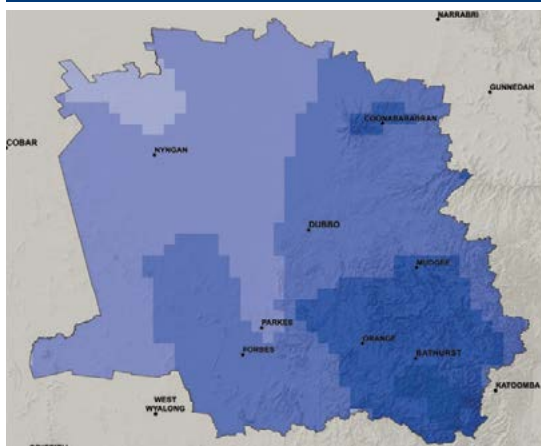 NARRABRI
GUNNEDAH
COONABARABRAN
COBAR
NYNGAN
DUBBO
MUDGEE
PARKES
ORANGE
FORBES
BATHURST
KATOOMBA
WEST
WYALONG